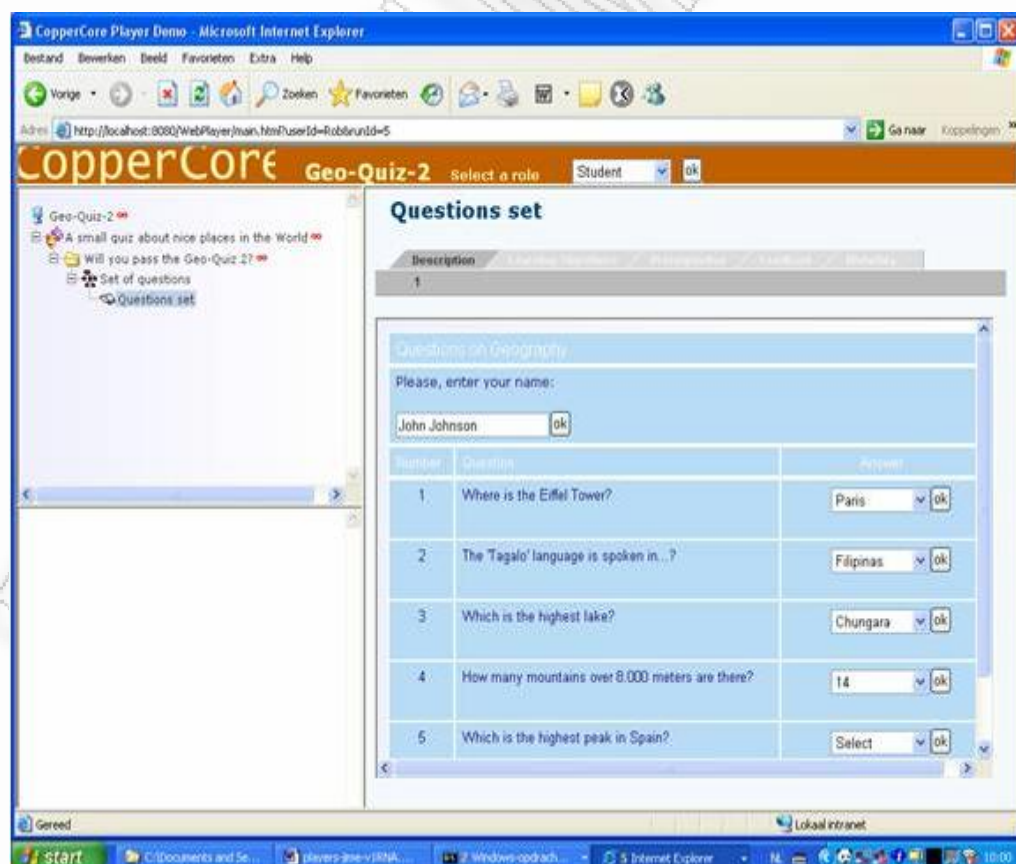 CopperCore Player Demo - Microsoft Internet Explorer
Bestand Bewerken Beeld Favorieten Extra Help
Vorige Zoeken Favorieten
Adres http://localhost:8080/WebPlayer/main.html?userId=Rob&runId=5 Ga naar Koppelingen
CopperCore Geo-Quiz-2 Select a role Student ok
Geo-Quiz-2
A small quiz about nice places in the World
Will you pass the Geo-Quiz 2?
Set of questions
Questions set
Questions set
Description
1
Questions on Geography
Please, enter your name:
John Johnson ok
Number Question Answer
1 Where is the Eiffel Tower? Paris ok
2 The 'Tagalo' language is spoken in...? Filipinas ok
3 Which is the highest lake? Chungara ok
4 How many mountains over 8.000 meters are there? 14 ok
5 Which is the highest peak in Spain? Select ok
Gereed Lokaal intranet
start C:\Documents and Se... 2 Windows-opdrach... 5 Internet Explorer NL 10:00